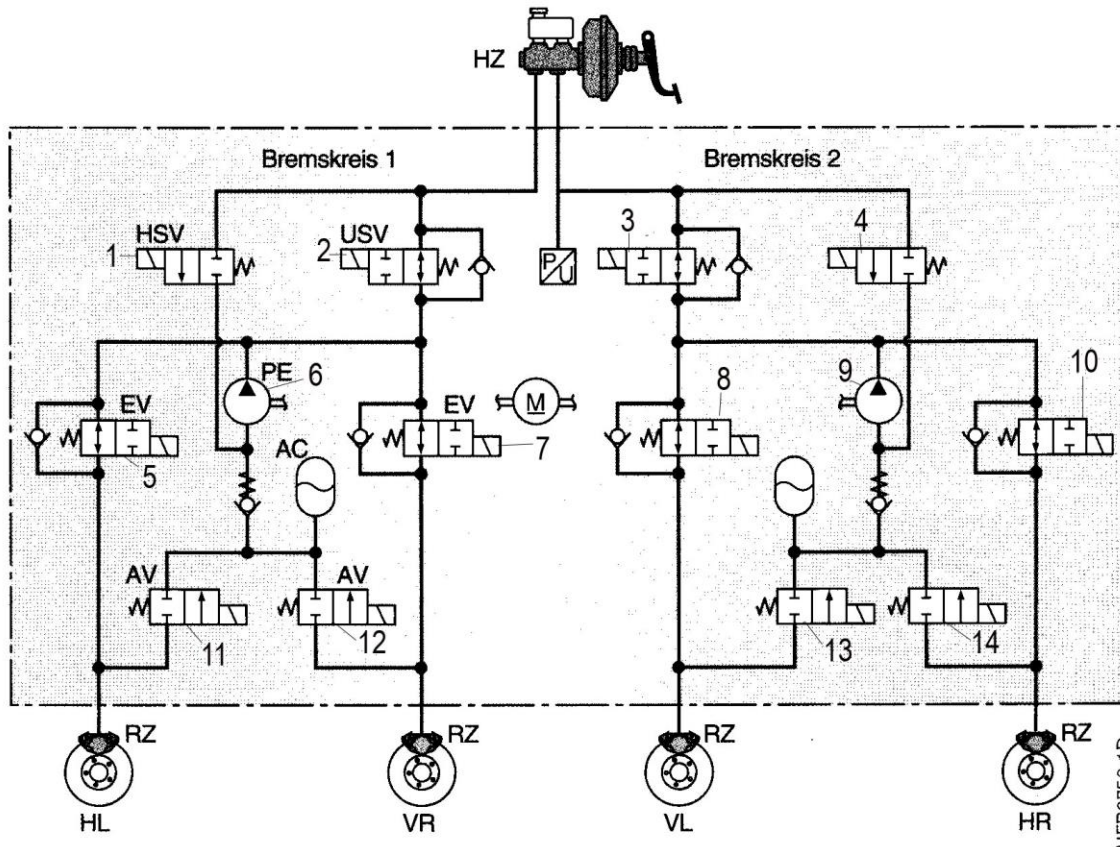 HZ
Bremskreis 1
Bremskreis 2
HSV
USV
1
2
3
4
P
U
PE
6
9
10
EV
EV
M
8
5
AC
7
AV
AV
11
12
13
14
RZ
RZ
RZ
RZ
HL
VR
VL
HR